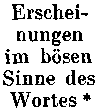 Erschei-
nungen
im bösen
Sinne des
Wortes *